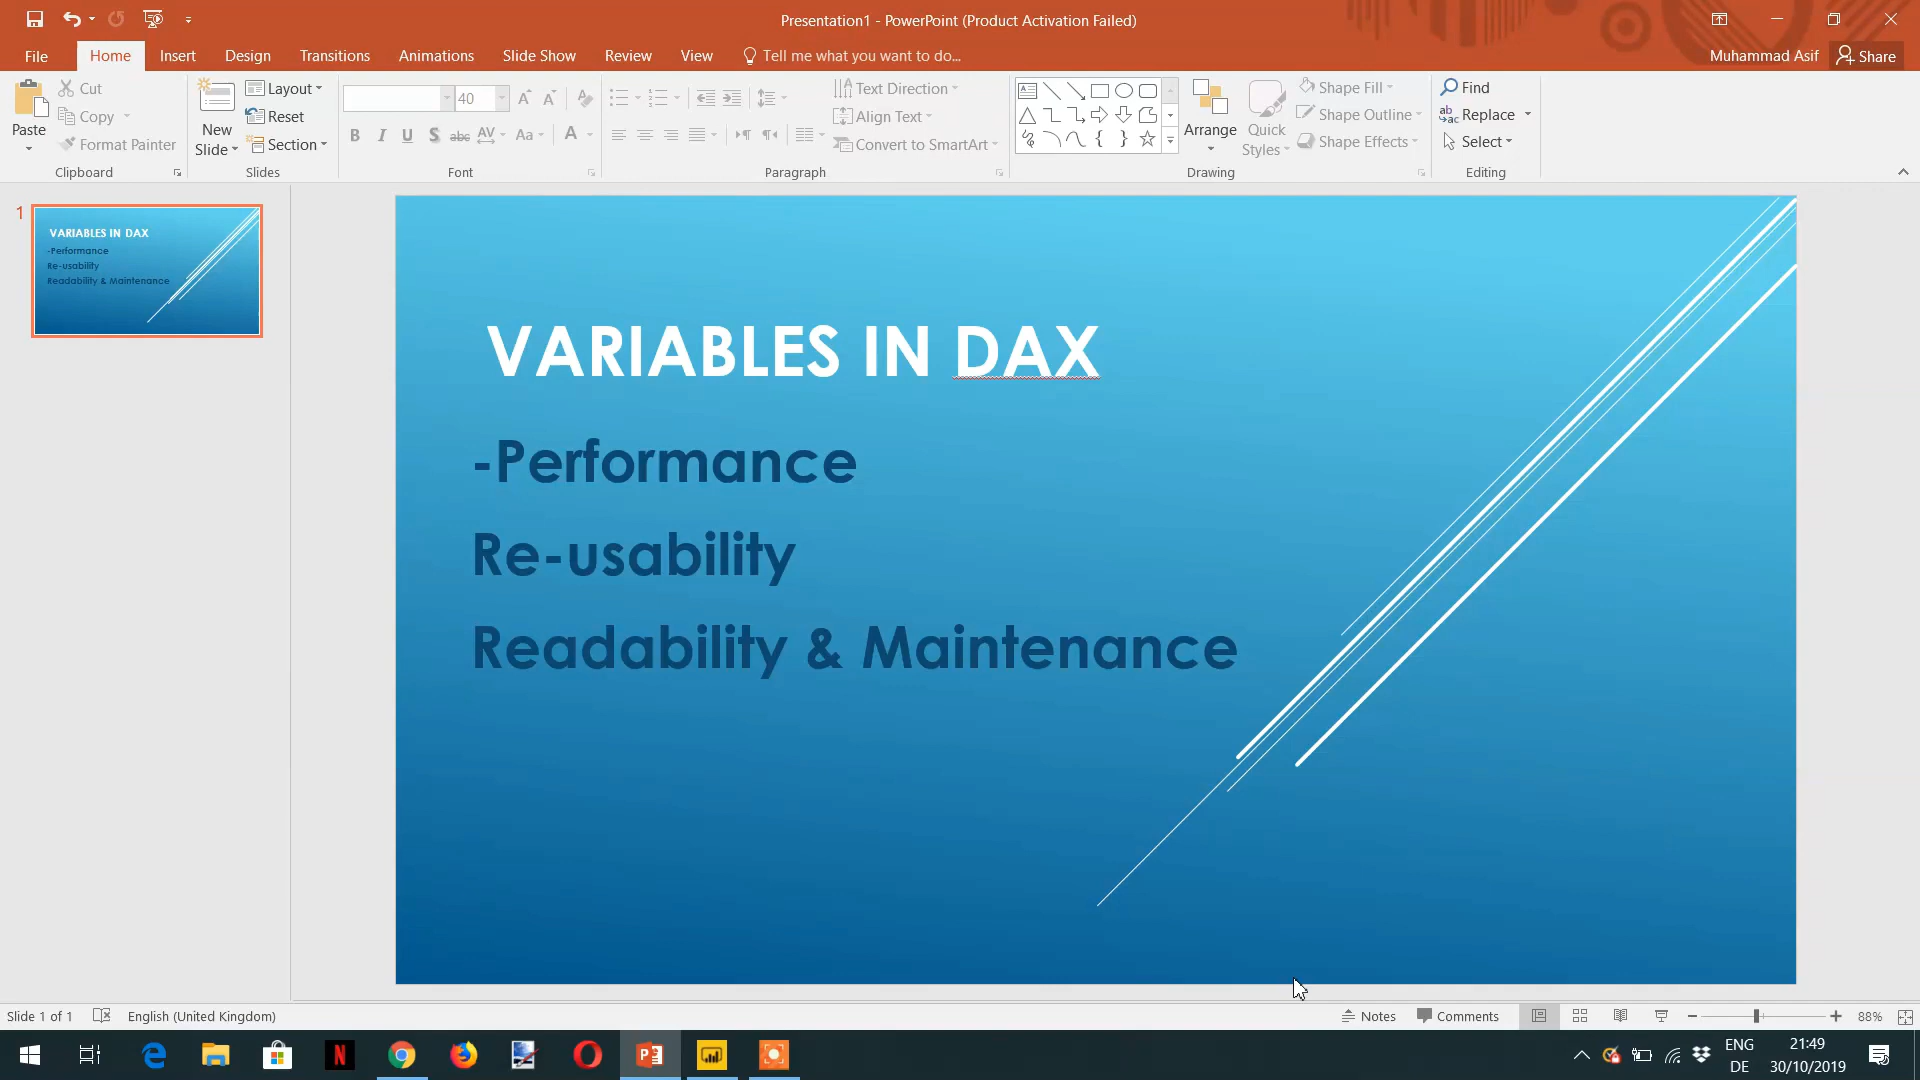 Presentation1 - PowerPoint (Product Activation Failed)
File Home Insert Design Transitions Animations Slide Show Review View Tell me what you want to do... Muhammad Asif Share
Paste
Cut
Copy
Format Painter
Clipboard
New Slide
Layout
Reset
Section
Slides
40
B I U S abc AV Aa A
Font
Text Direction
Align Text
Convert to SmartArt
Paragraph
Arrange
Quick Styles
Shape Fill
Shape Outline
Shape Effects
Drawing
Find
Replace
Select
Editing
1
VARIABLES IN DAX
-Performance
Re-usability
Readability & Maintenance
VARIABLES IN DAX
-Performance
Re-usability
Readability & Maintenance
Slide 1 of 1 English (United Kingdom) Notes Comments 88%
ENG 21:49
DE 30/10/2019